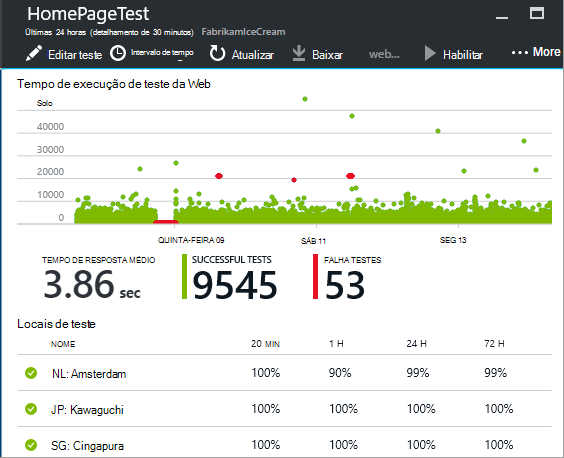 HomePageTest
Últimas 24 horas (detalhamento de 30 minutos) FabrikamIceCream
Editar teste Intervalo de tempo Atualizar Baixar web... Habilitar ... More
Tempo de execução de teste da Web
Solo
40000
30000
20000
10000
0
QUINTA-FEIRA 09 SÁB 11 SEG 13
TEMPO DE RESPOSTA MÉDIO SUCCESSFUL TESTS FALHA TESTES
3.86 sec 9545 53
Locais de teste
NOME 20 MIN 1 H 24 H 72 H
NL: Amsterdam 100% 90% 99% 99%
JP: Kawaguchi 100% 100% 100% 100%
SG: Cingapura 100% 100% 100% 100%